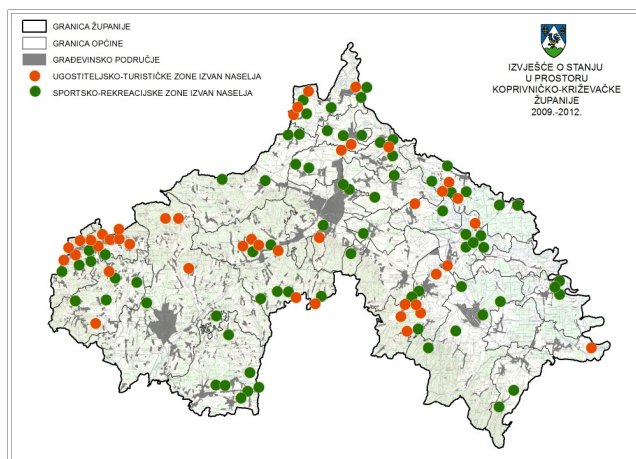 GRANICA ŽUPANIJE
GRANICA OPĆINE
GRAĐEVINSKO PODRUČJE
UGOSTITELJSKO-TURISTIČKE ZONE IZVAN NASELJA
SPORTSKO-REKREACIJSKE ZONE IZVAN NASELJA
IZVJEŠĆE O STANJU
U PROSTORU
KOPRIVNIČKO-KRIŽEVAČKE
ŽUPANIJE
2009.-2012.